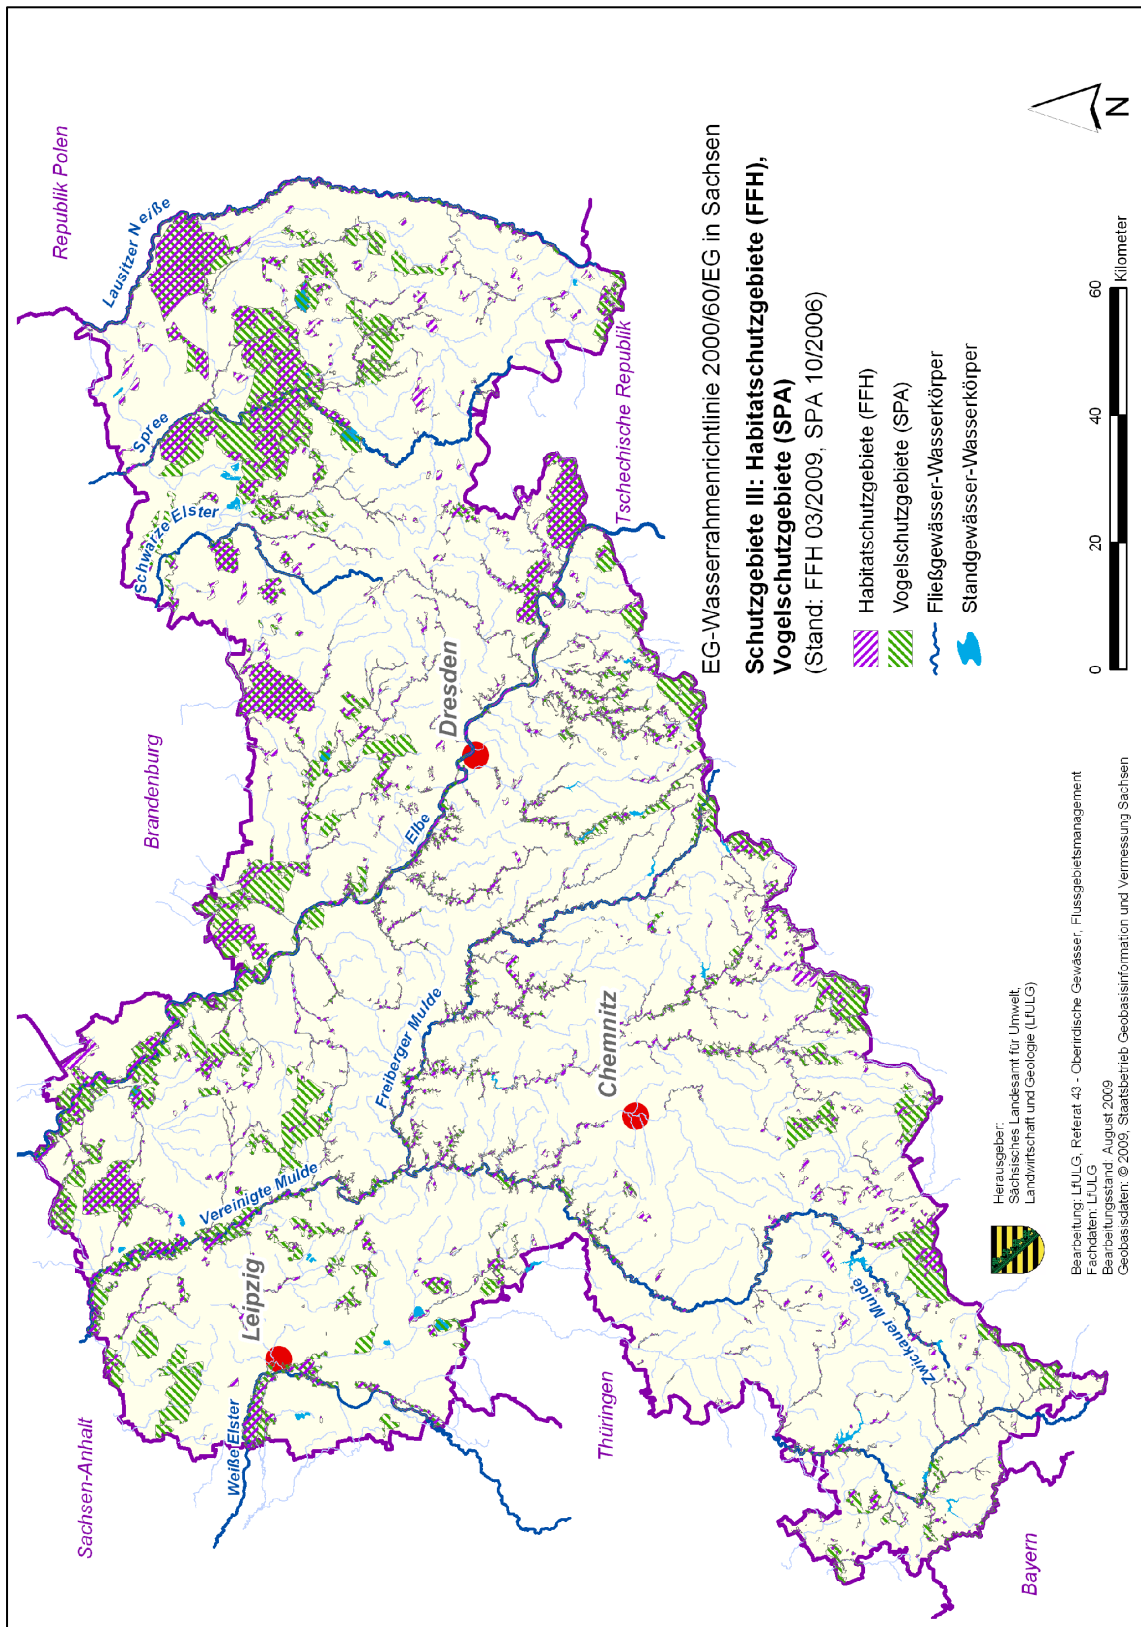 Sachsen-Anhalt
Brandenburg
Republik Polen
Lausitzer Neiße
Spree
Schwarze Elster
Weiße Elster
Leipzig
Vereinigte Mulde
Freiberger Mulde
Elbe
Dresden
Chemnitz
Zwickauer Mulde
Thüringen
Bayern
Tschechische Republik
EG-Wasserrahmenrichtlinie 2000/60/EG in Sachsen
Schutzgebiete III: Habitatschutzgebiete (FFH),
Vogelschutzgebiete (SPA)
(Stand: FFH 03/2009, SPA 10/2006)
Habitatschutzgebiete (FFH)
Vogelschutzgebiete (SPA)
Fließgewässer-Wasserkörper
Standgewässer-Wasserkörper
0 20 40 60
Kilometer
N
Herausgeber:
Sächsisches Landesamt für Umwelt,
Landwirtschaft und Geologie (LfULG)
Bearbeitung: LfULG, Referat 43 - Oberirdische Gewässer, Flussgebietsmanagement
Fachdaten: LfULG
Bearbeitungsstand: August 2009
Geobasisdaten: © 2009, Staatsbetrieb Geobasisinformation und Vermessung Sachsen